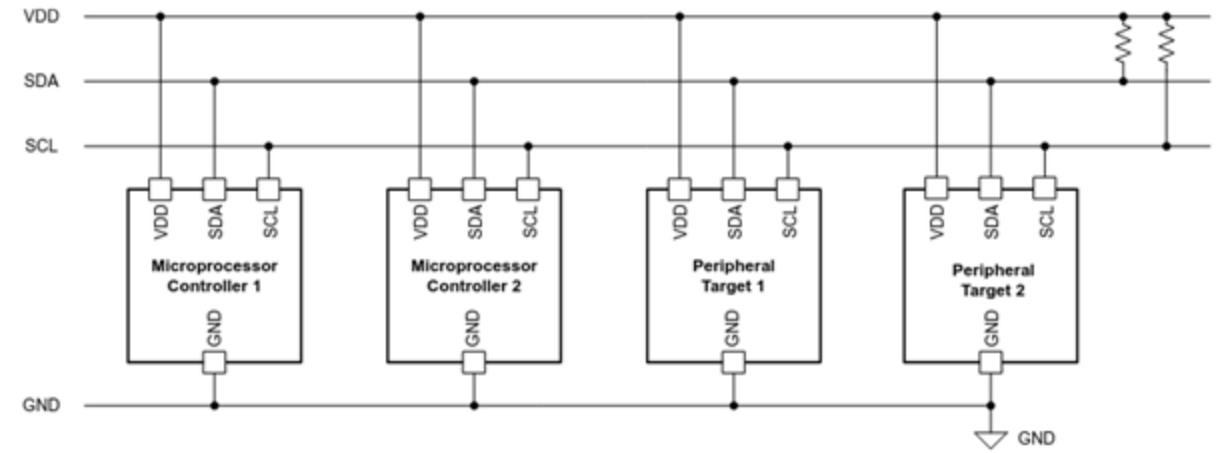 VDD
SDA
SCL
VDD SDA SCL
VDD SDA SCL
VDD SDA SCL
VDD SDA SCL
Microprocessor
Controller 1
Microprocessor
Controller 2
Peripheral
Target 1
Peripheral
Target 2
GND
GND
GND
GND
GND
GND